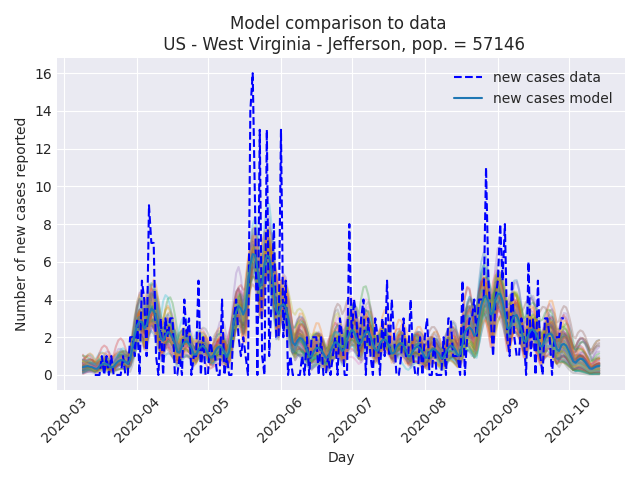 Model comparison to data
US - West Virginia - Jefferson, pop. = 57146
new cases data
new cases model
Number of new cases reported
16
14
12
10
8
6
4
2
0
2020-03
2020-04
2020-05
2020-06
2020-07
2020-08
2020-09
2020-10
Day